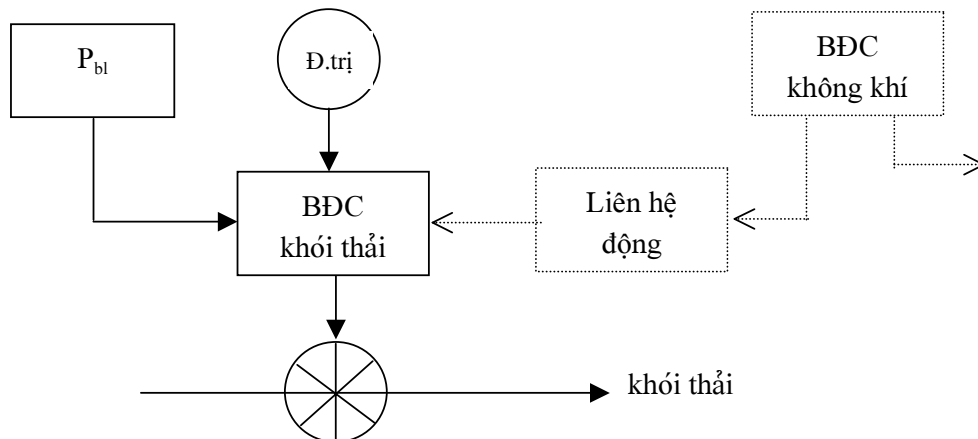 P_bl
Đ.trị
BĐC
không khí
BĐC
khói thải
Liên hệ
động
khói thải